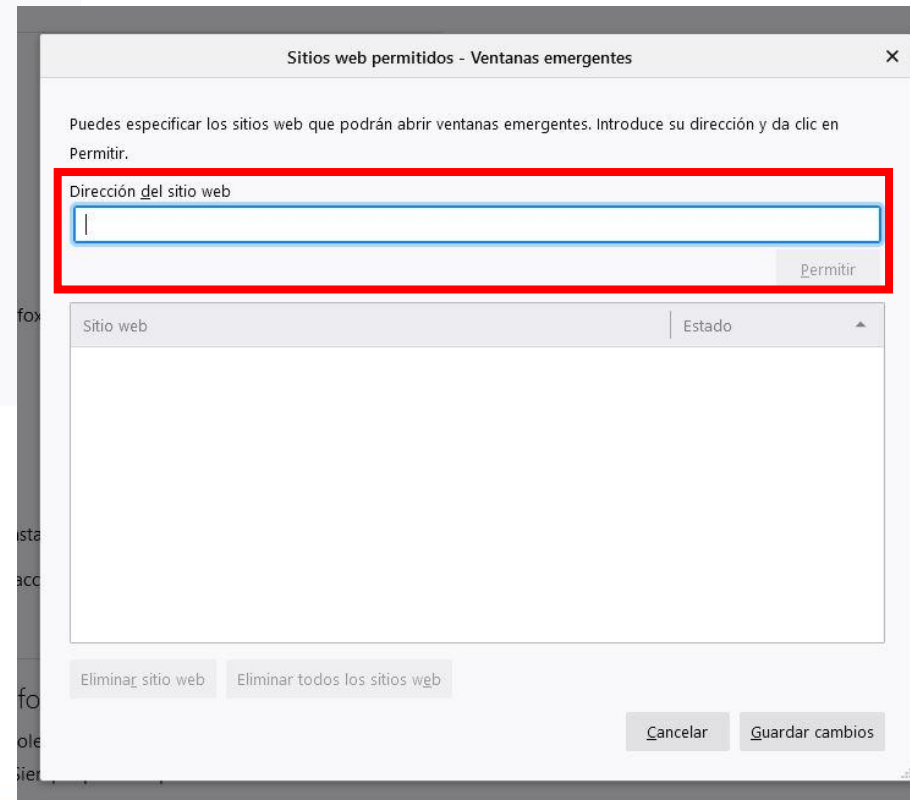 Sitios web permitidos - Ventanas emergentes
Puedes especificar los sitios web que podrán abrir ventanas emergentes. Introduce su dirección y da clic en
Permitir.
Dirección del sitio web
Permitir
Sitio web
Estado
Eliminar sitio web
Eliminar todos los sitios web
Cancelar
Guardar cambios